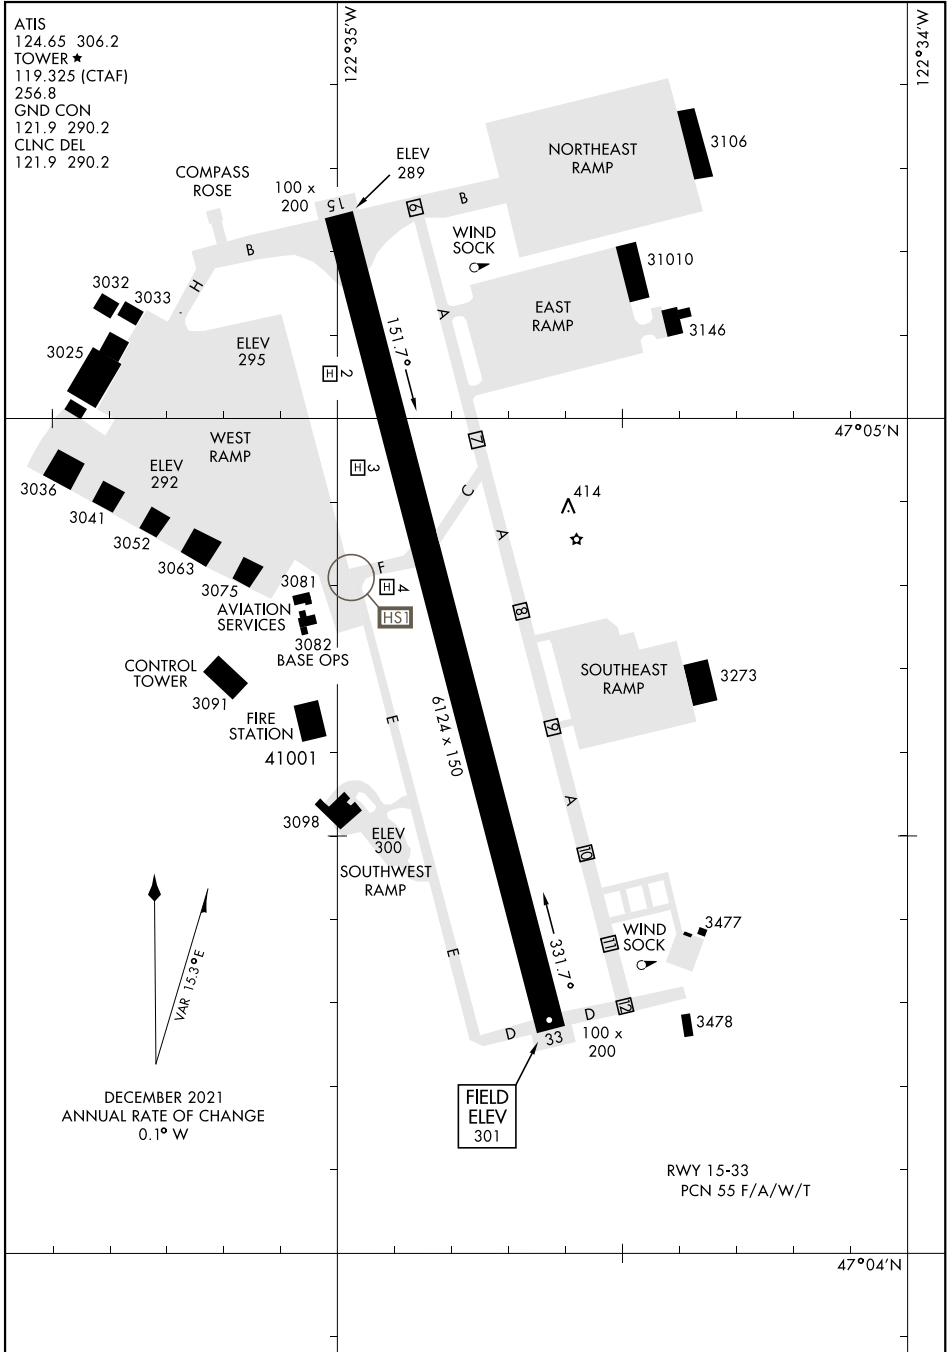 ATIS
124.65 306.2
TOWER ★
119.325 (CTAF)
256.8
GND CON
121.9 290.2
CLNC DEL
121.9 290.2
122°35'W
122°34'W
COMPASS
ROSE
100 x
200
ELEV
289
15
NORTHEAST
RAMP
3106
B
B
6
WIND
SOCK
31010
H
3032
3033
3025
ELEV
295
A
EAST
RAMP
3146
151.7°
H 2
47°05'N
WEST
RAMP
ELEV
292
H 3
7
C
414
3036
3041
3052
3063
3075
A
F
H 4
HS1
3081
AVIATION
SERVICES
3082
BASE OPS
8
CONTROL
TOWER
3091
SOUTHEAST
RAMP
3273
FIRE
STATION
41001
E
6124 x 150
9
3098
A
ELEV
300
SOUTHWEST
RAMP
10
VAR 15.3°E
E
331.7°
11
WIND
SOCK
3477
D
33
D
12
100 x
200
3478
FIELD
ELEV
301
DECEMBER 2021
ANNUAL RATE OF CHANGE
0.1° W
RWY 15-33
PCN 55 F/A/W/T
47°04'N